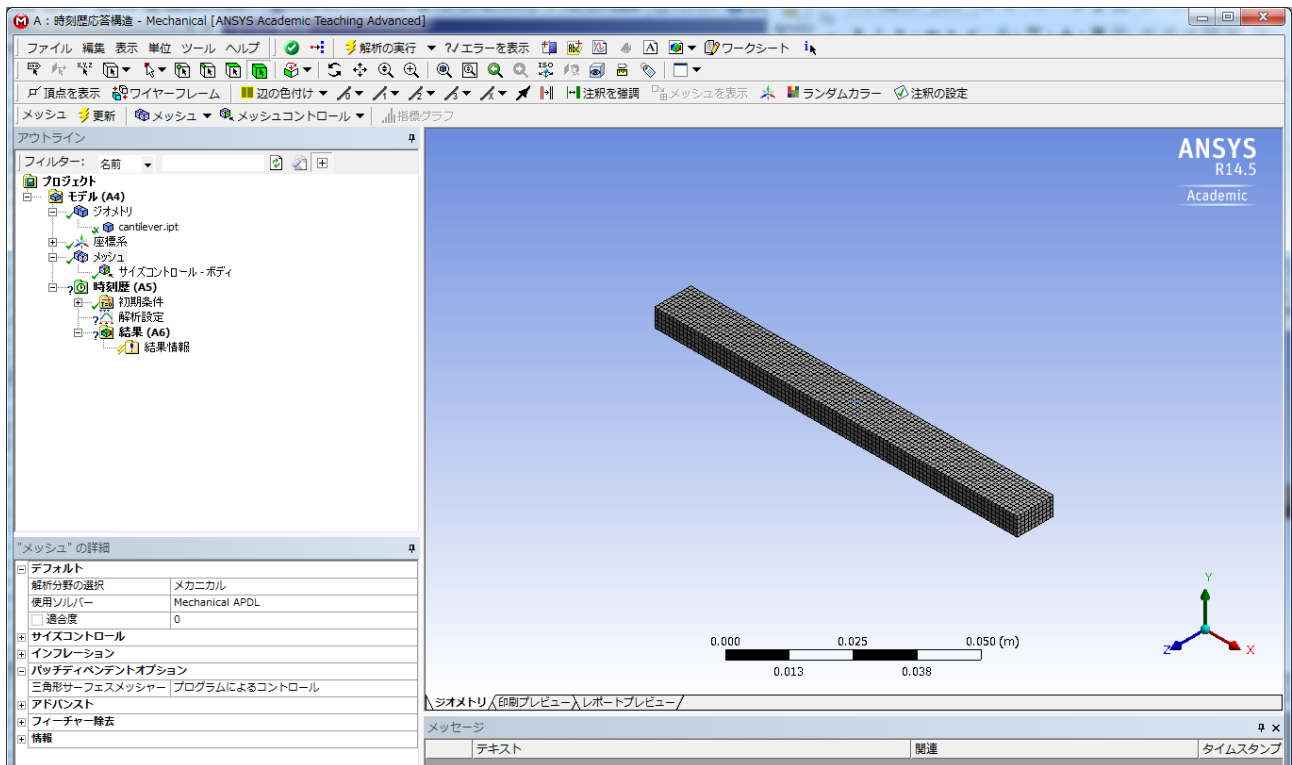 A : 時刻歴応答構造 - Mechanical [ANSYS Academic Teaching Advanced]
ファイル 編集 表示 単位 ツール ヘルプ 解析の実行 ?/エラーを表示 A ワークシート
頂点を表示 ワイヤーフレーム 辺の色付け 注釈を強調 メッシュを表示 ランダムカラー 注釈の設定
メッシュ 更新 メッシュ メッシュコントロール 指標グラフ
アウトライン
フィルター: 名前
プロジェクト
モデル (A4)
ジオメトリ
cantilever.ipt
座標系
メッシュ
サイズコントロール - ボディ
時刻歴 (A5)
初期条件
解析設定
結果 (A6)
結果情報
ANSYS
R14.5
Academic
0.000 0.025 0.050 (m)
0.013 0.038
Y
Z X
"メッシュ" の詳細
デフォルト
解析分野の選択 メカニカル
使用ソルバー Mechanical APDL
適合度 0
サイズコントロール
インフレーション
パッチディペンデントオプション
三角形サーフェスメッシャー プログラムによるコントロール
アドバンスト
フィーチャー除去
情報
ジオメトリ 印刷プレビュー レポートプレビュー
メッセージ
テキスト 関連 タイムスタンプ